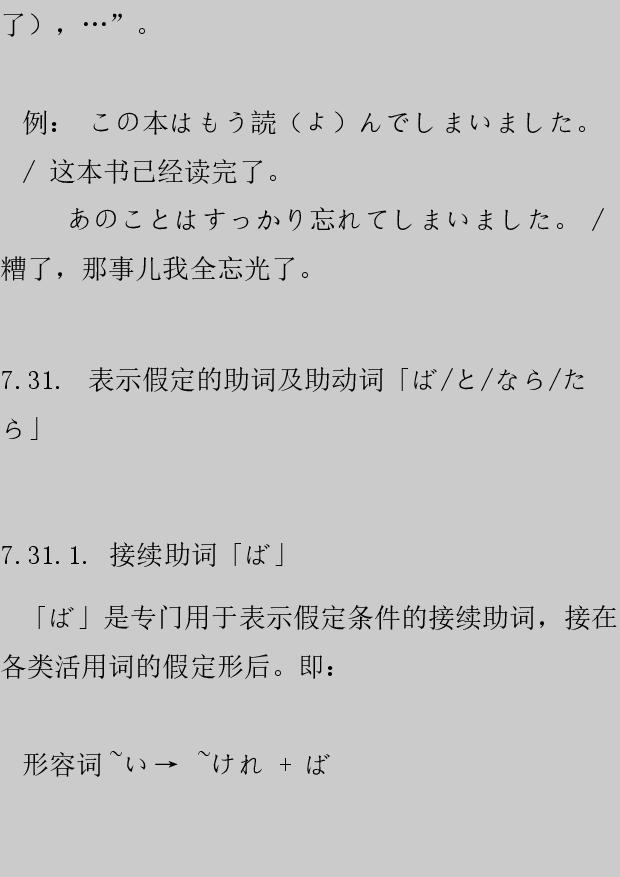 了），…”。
例： この本はもう読（よ）んでしまいました。
/ 这本书已经读完了。
あのことはすっかり忘れてしまいました。 /
糟了，那事儿我全忘光了。
7.31. 表示假定的助词及助动词「ば/と/なら/た
ら」
7.31.1. 接续助词「ば」
「ば」是专门用于表示假定条件的接续助词，接在
各类活用词的假定形后。即：
形容词~い→ ~けれ + ば